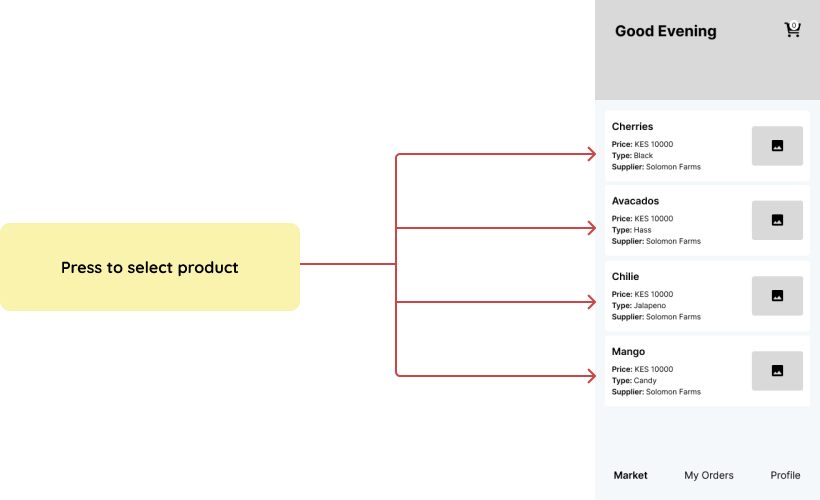 Good Evening
0
Press to select product
Cherries
Price: KES 10000
Type: Black
Supplier: Solomon Farms
Avacados
Price: KES 10000
Type: Hass
Supplier: Solomon Farms
Chilie
Price: KES 10000
Type: Jalapeno
Supplier: Solomon Farms
Mango
Price: KES 10000
Type: Candy
Supplier: Solomon Farms
Market My Orders Profile